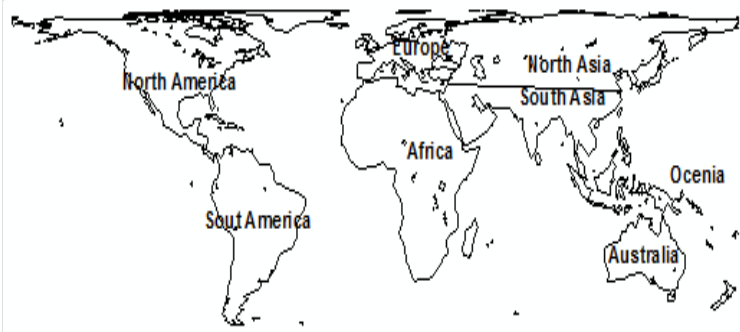 Europe
North Asia
North America
South Asia
Africa
Ocenia
Sout America
Australia